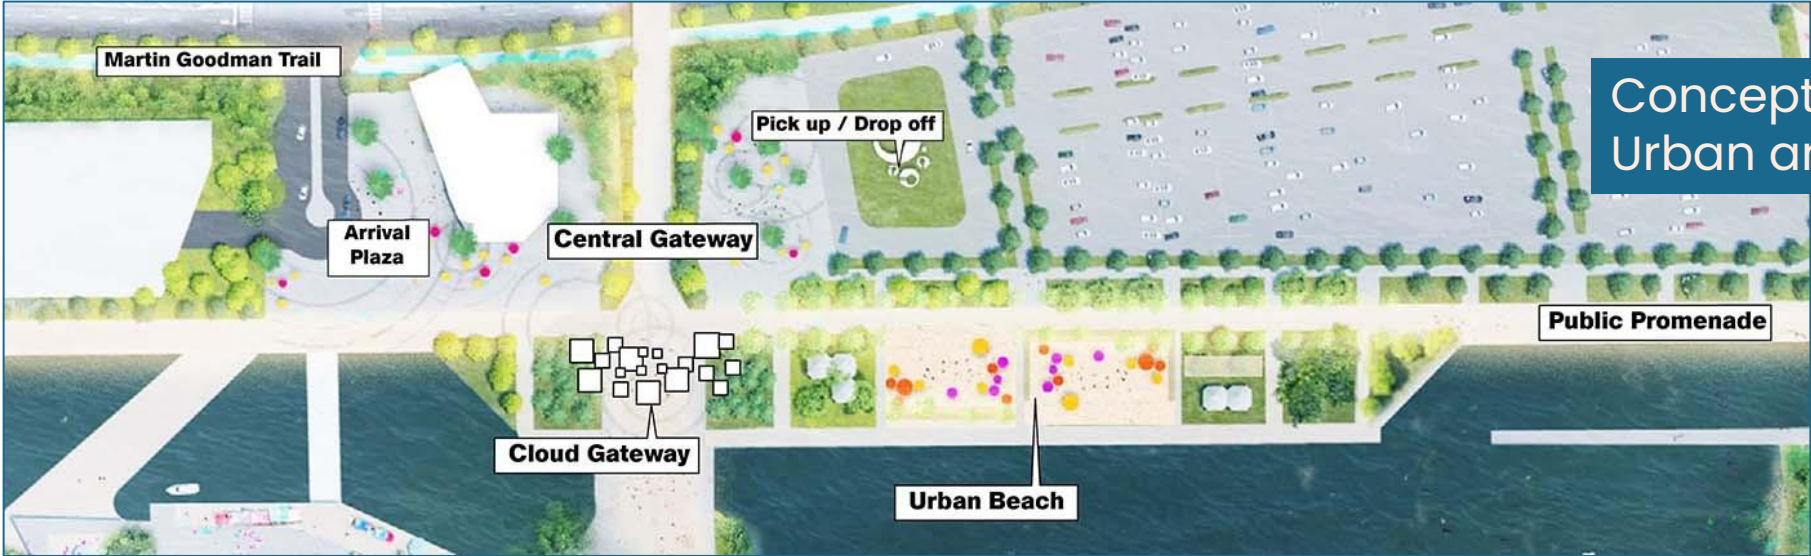 Martin Goodman Trail
Concept
Urban
Pick up / Drop off
Arrival
Plaza
Central Gateway
Public Promenade
Cloud Gateway
Urban Beach